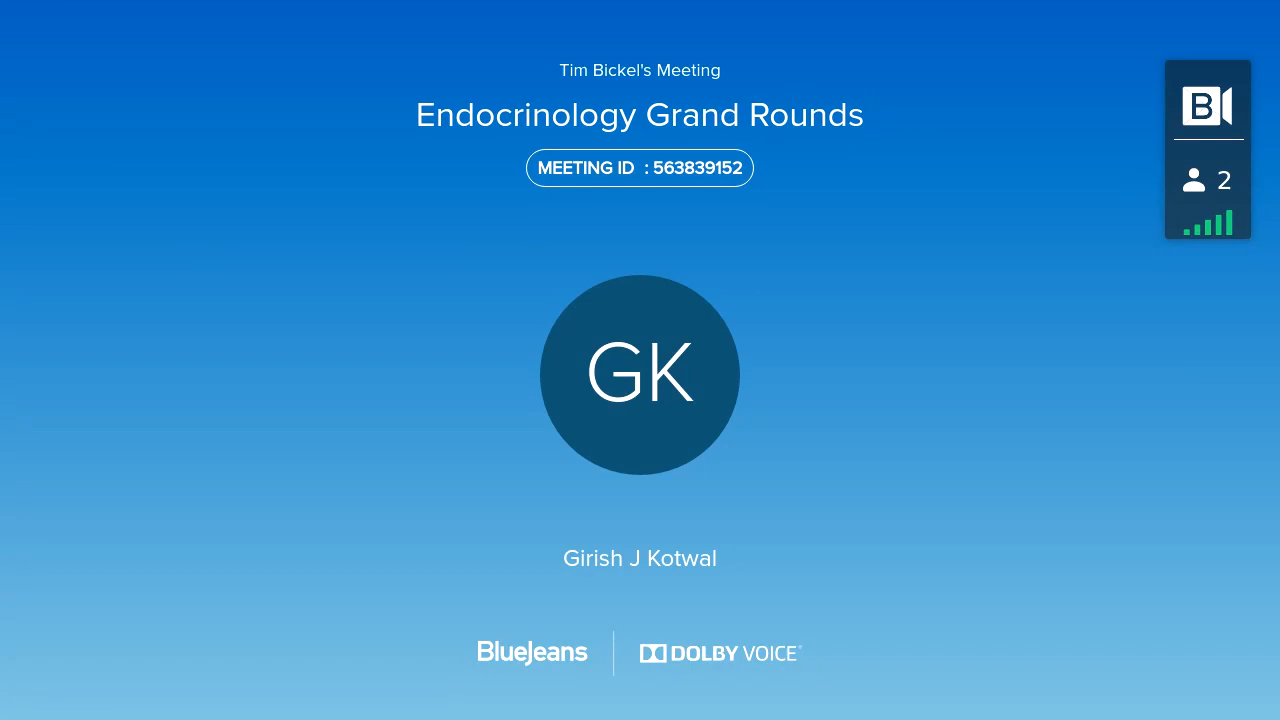 Tim Bickel's Meeting
Endocrinology Grand Rounds
MEETING ID : 563839152
B
2
GK
Girish J Kotwal
BlueJeans
DOLBY VOICE